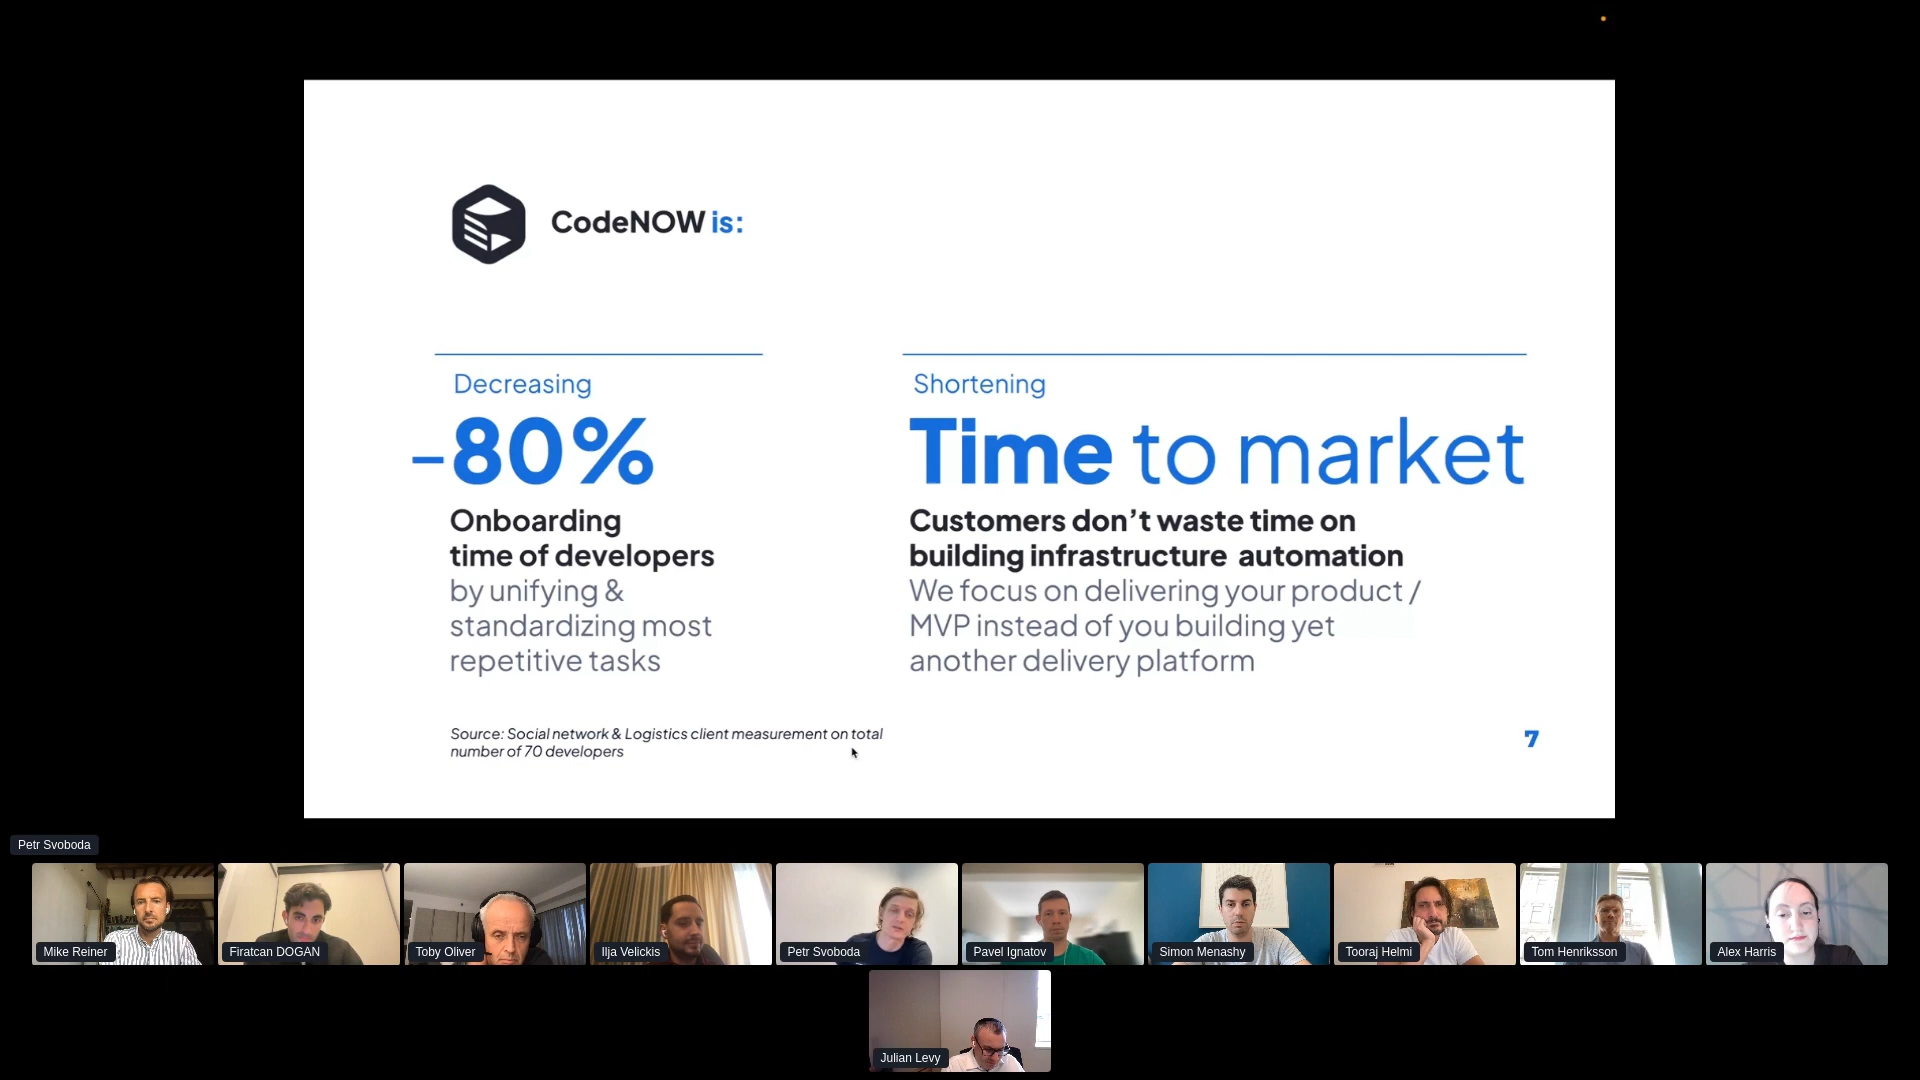 CodeNOW is:
Decreasing
-80%
Onboarding
time of developers
by unifying &
standardizing most
repetitive tasks
Shortening
Time to market
Customers don’t waste time on
building infrastructure automation
We focus on delivering your product /
MVP instead of you building yet
another delivery platform
Source: Social network & Logistics client measurement on total
number of 70 developers
7
Petr Svoboda
Mike Reiner
Firatcan DOGAN
Toby Oliver
Ilja Velickis
Petr Svoboda
Pavel Ignatov
Simon Menashy
Tooraj Helmi
Tom Henriksson
Alex Harris
Julian Levy